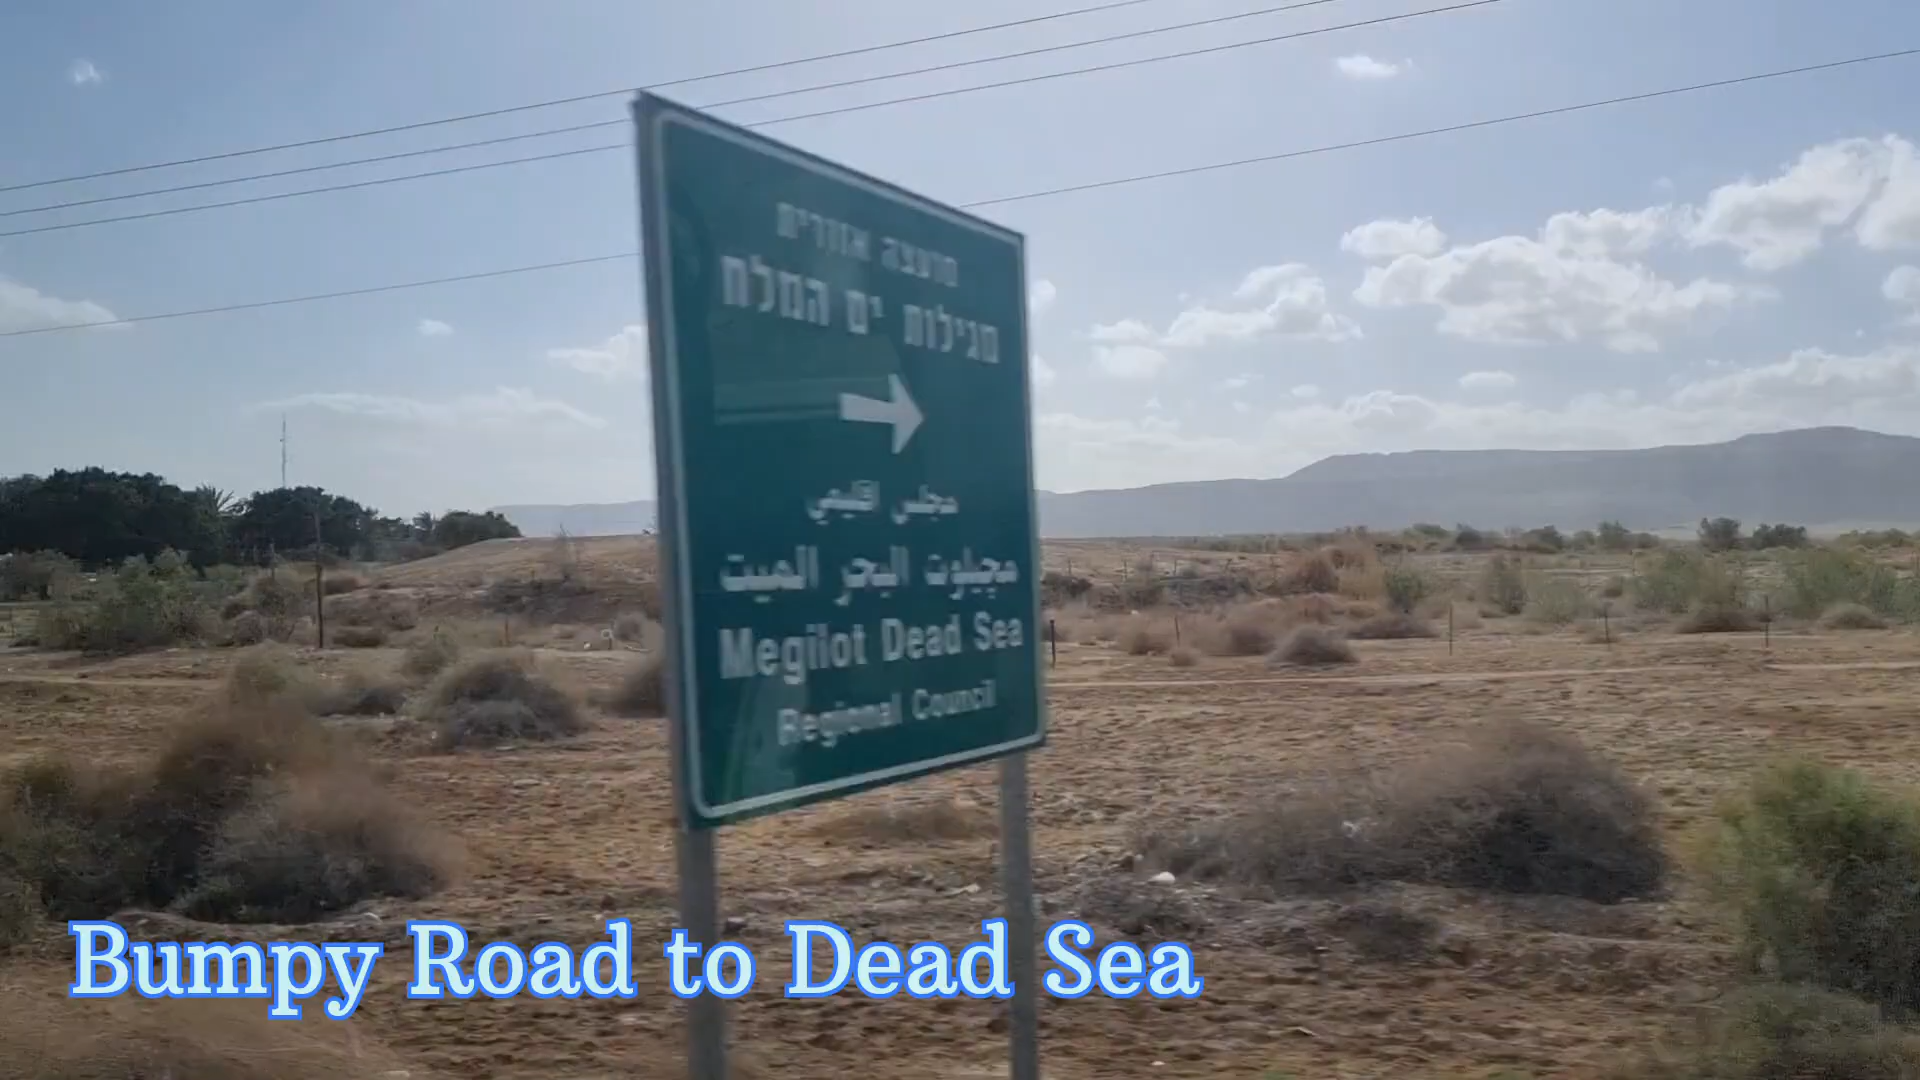 מועצה אזורית
מגילות ים המלח
مجلس اقليمي
مجيلوت البحر الميت
Megilot Dead Sea
Regional Council
Bumpy Road to Dead Sea